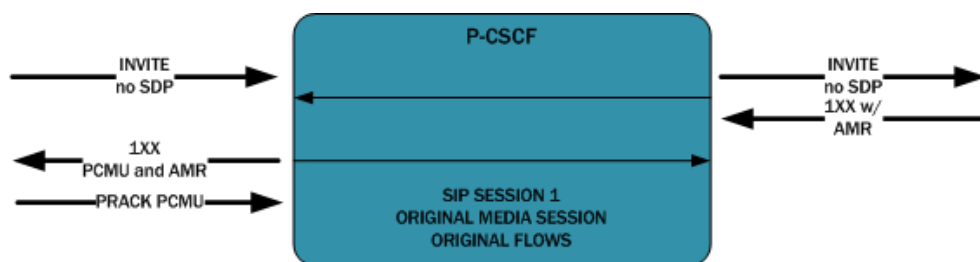 P-CSCF
INVITE
no SDP
INVITE
no SDP
1XX w/
AMR
1XX
PCMU and AMR
PRACK PCMU
SIP SESSION 1
ORIGINAL MEDIA SESSION
ORIGINAL FLOWS